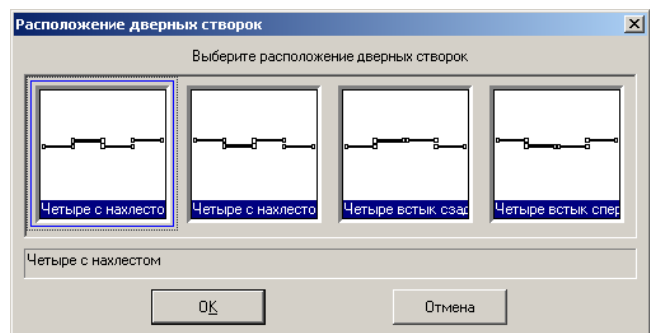 Расположение дверных створок
Выберите расположение дверных створок
Четыре с нахлесто
Четыре с нахлесто
Четыре встык сзад
Четыре встык спер
Четыре с нахлестом
OK
Отмена